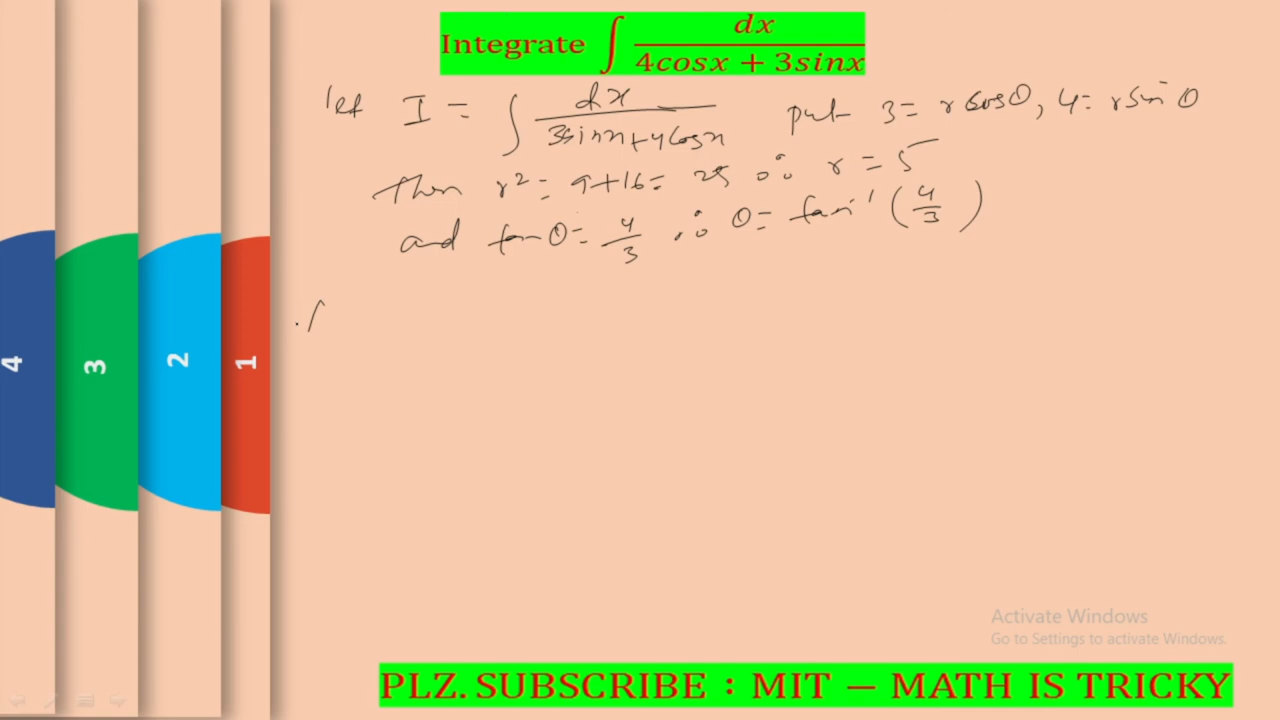 Integrate ∫ dx / 4cosx + 3sinx
let I = ∫ dx / 3sinx+4cosx put 3 = r cosθ, 4 = r sinθ
then r² = 9+16 = 25 ∴ r = 5
and tanθ = 4/3 ∴ θ = tan⁻¹ (4/3)
4
3
2
1
Activate Windows
Go to Settings to activate Windows.
PLZ. SUBSCRIBE : MIT – MATH IS TRICKY